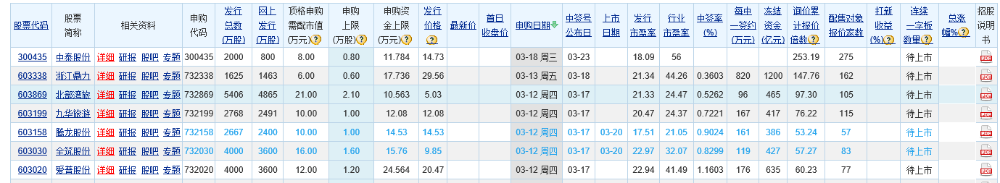 股票代码 股票简称 相关资料 申购代码 发行总数(万股) 网上发行(万股) 顶格申购需配市值(万元)? 申购上限(万股)? 申购资金上限(万元)? 发行价格? 最新价 首日收盘价 申购日期 中签号公布日 上市日期 发行市盈率 行业市盈率 中签率(%) 每中一签约(万元) 冻结资金(亿元) 询价累计报价倍数? 配售对象报价家数 打新收益(%)? 连续一字板数量? 总涨幅%? 招股说明书
300435 中泰股份 详细 研报 股吧 专题 300435 2000 800 8.00 0.80 11.784 14.73 03-18 周三 03-23 18.09 56 253.19 275 待上市 PDF
603338 浙江鼎力 详细 研报 股吧 专题 732338 1625 1463 6.00 0.60 17.736 29.56 03-13 周五 03-18 21.34 44.26 0.3603 820 1200 147.76 162 待上市 PDF
603869 北部湾旅 详细 研报 股吧 专题 732869 5406 4865 21.00 2.10 10.563 5.03 03-12 周四 03-17 21.33 24.47 0.5262 96 465 97.30 105 待上市 PDF
603199 九华旅游 详细 研报 股吧 专题 732199 2768 2491 10.00 1.00 12.08 12.08 03-12 周四 03-17 20.47 24.37 0.7221 167 417 76.22 115 待上市 PDF
603158 腾龙股份 详细 研报 股吧 专题 732158 2667 2400 10.00 1.00 14.53 14.53 03-12 周四 03-17 03-20 17.51 21.05 0.9024 161 386 53.24 57 待上市 PDF
603030 全筑股份 详细 研报 股吧 专题 732030 4000 3600 16.00 1.60 15.76 9.85 03-12 周四 03-17 03-20 22.97 32.07 0.8299 119 427 57.27 83 待上市 PDF
603020 爱普股份 详细 研报 股吧 专题 732020 4000 3600 12.00 1.20 24.564 20.47 03-12 周四 03-17 22.94 41.49 1.1603 176 635 60.23 77 待上市 PDF